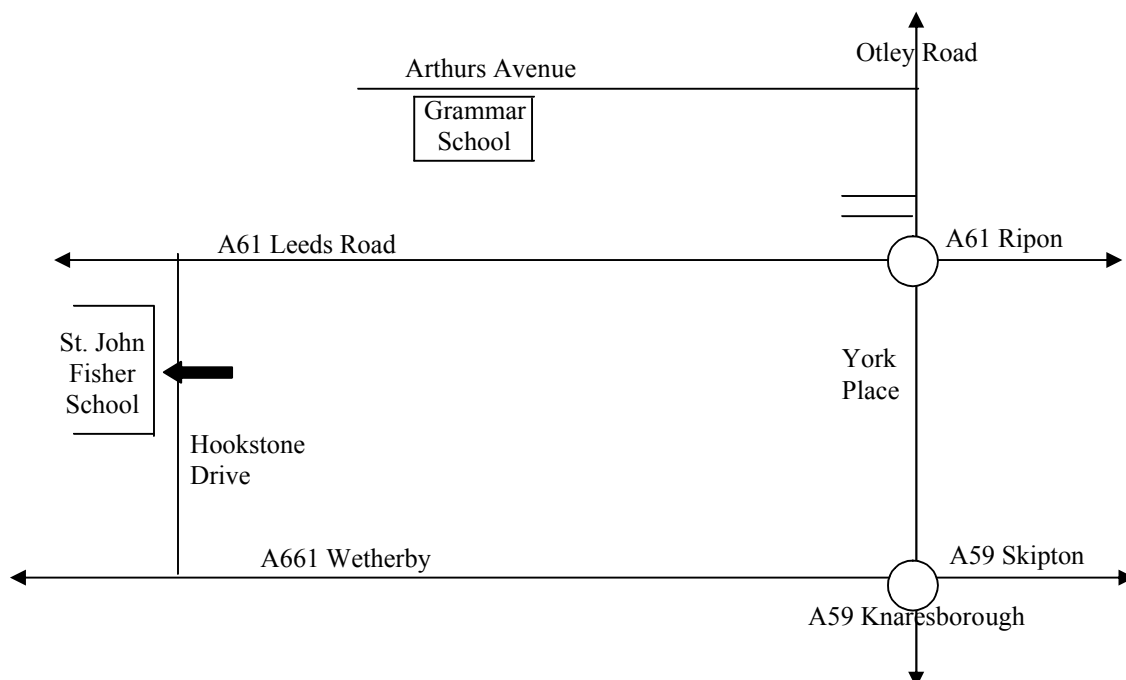 Otley Road
Arthurs Avenue
Grammar
School
A61 Leeds Road
A61 Ripon
St. John
Fisher
School
York
Place
Hookstone
Drive
A661 Wetherby
A59 Skipton
A59 Knaresborough